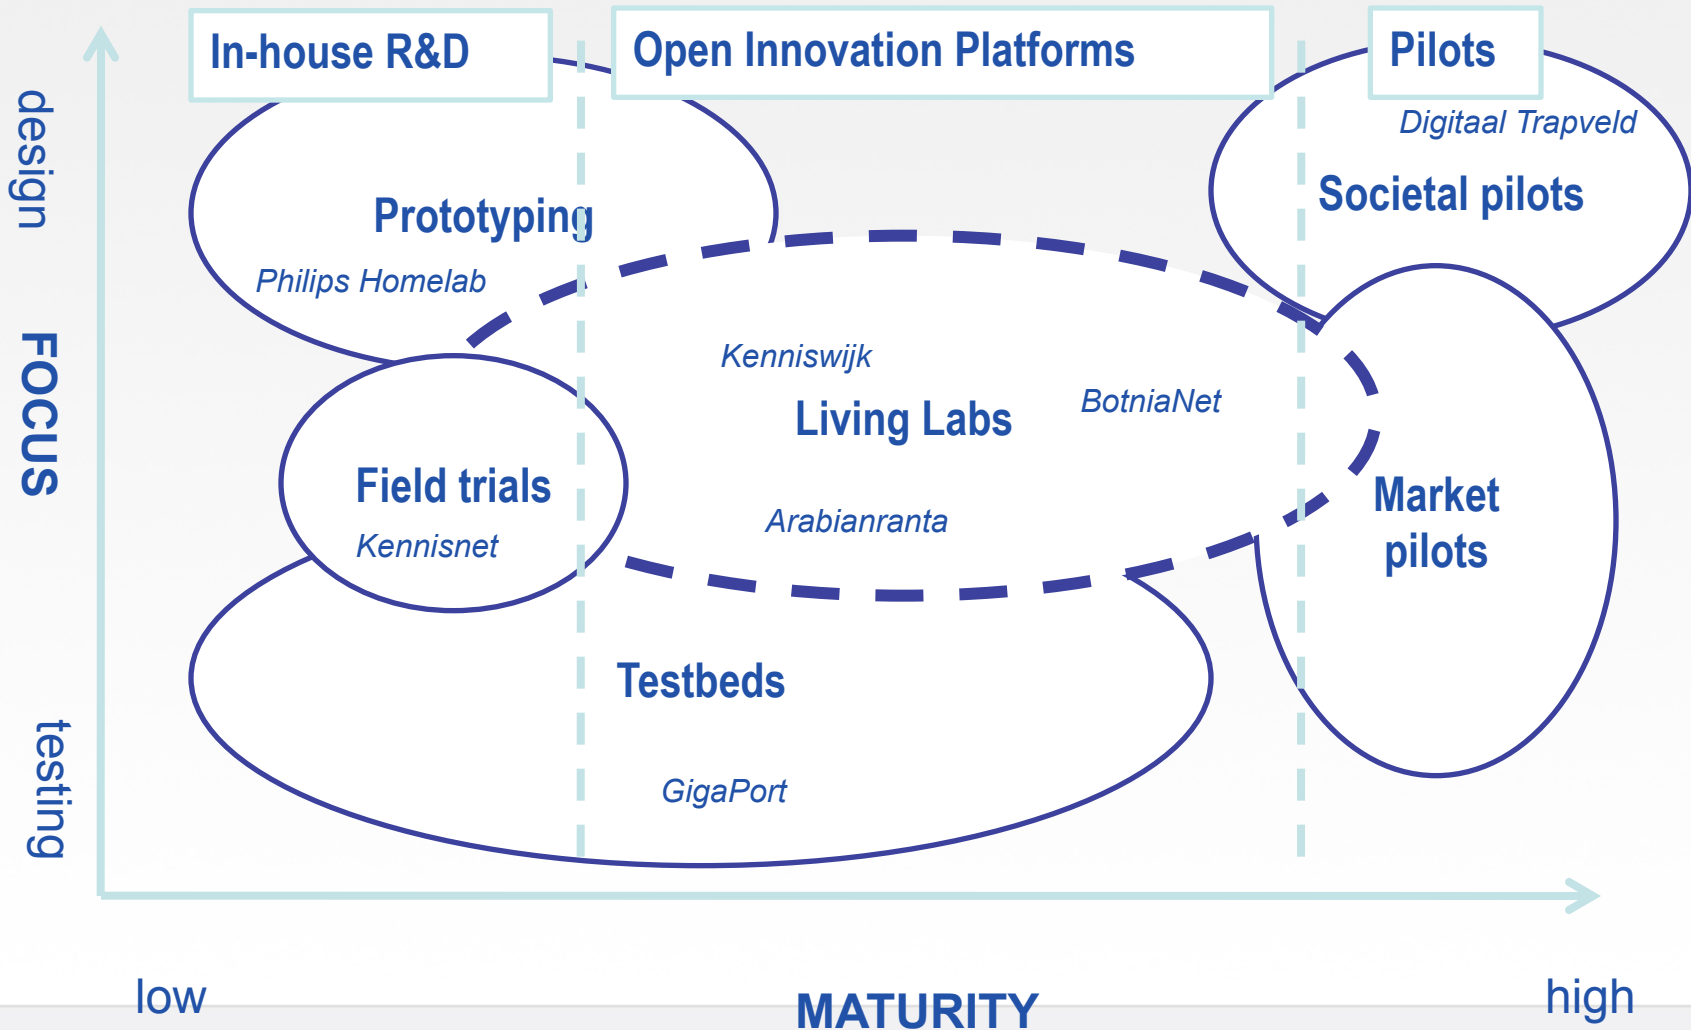 In-house R&D
Open Innovation Platforms
Pilots
design
FOCUS
testing
Digitaal Trapveld
Societal pilots
Prototyping
Philips Homelab
Kenniswijk
BotniaNet
Living Labs
Field trials
Kennisnet
Arabianranta
Market
pilots
Testbeds
GigaPort
low
MATURITY
high